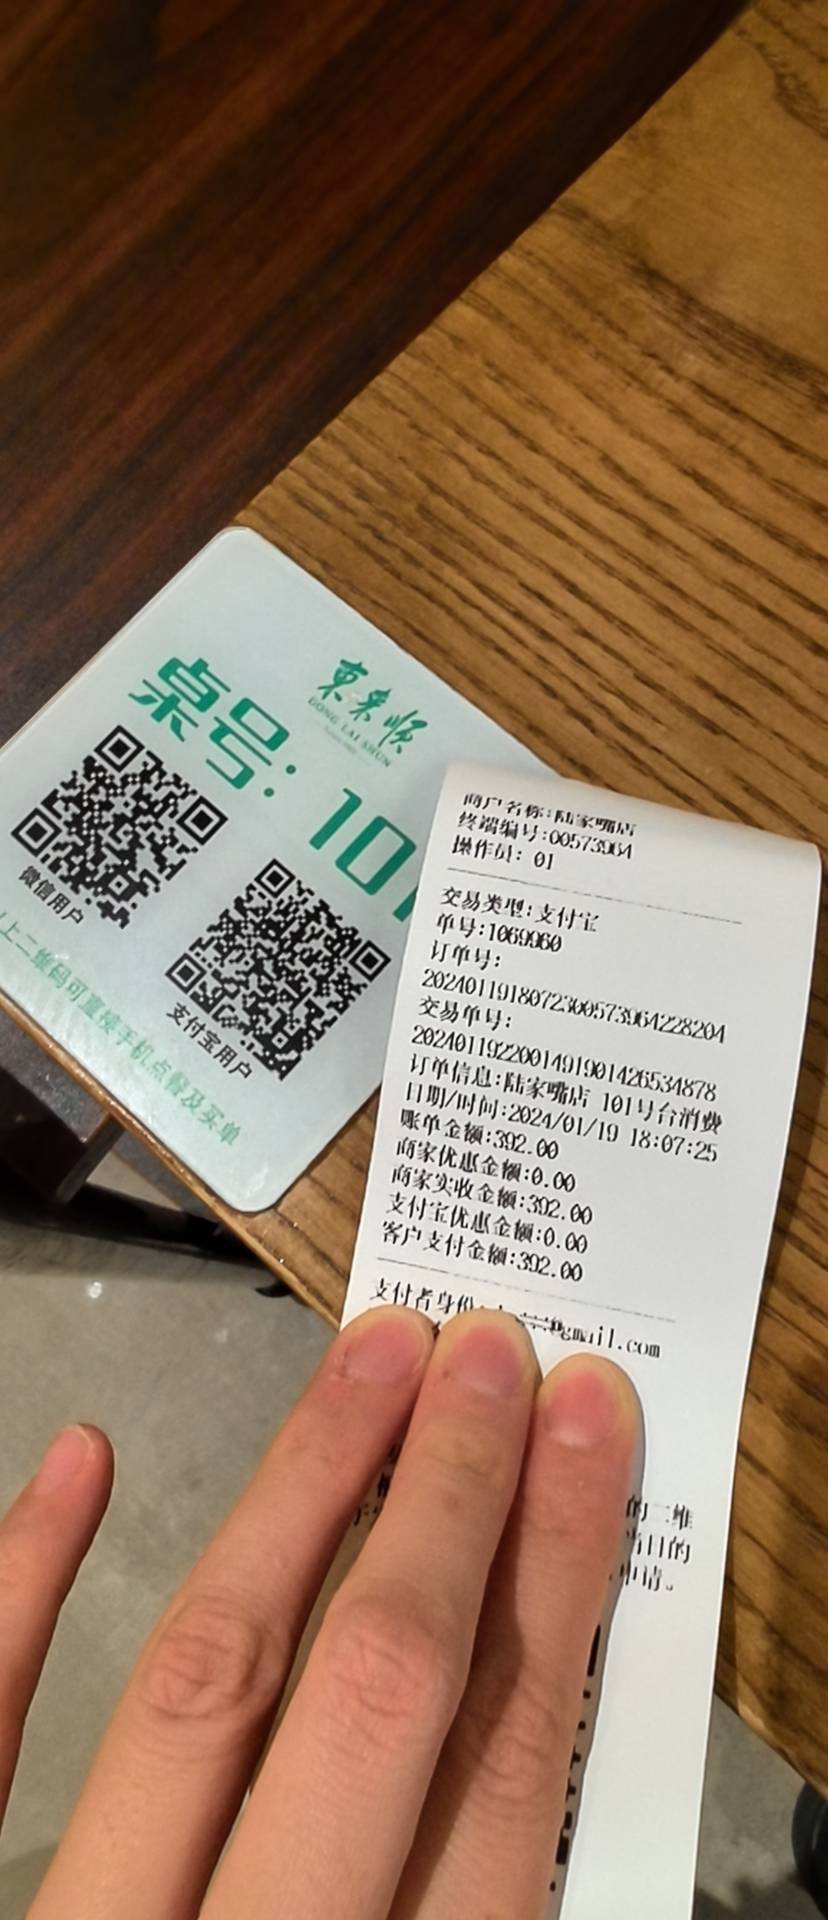 東来順
DONG LAI SHUN
桌号: 101
微信用户
支付宝用户
上二维码可直接手机点餐及买单
商户名称:陆家嘴店
终端编号:00573964
操作员: 01
交易类型:支付宝
单号:1069960
订单号:
2024011918072300573964228204
交易单号:
2024011922001491901426534878
订单信息:陆家嘴店 101号台消费
日期/时间:2024/01/19 18:07:25
账单金额:392.00
商家优惠金额:0.00
商家实收金额:392.00
支付宝优惠金额:0.00
客户支付金额:392.00
支付者身份:
@gmail.com
的二维
当日的
申请。